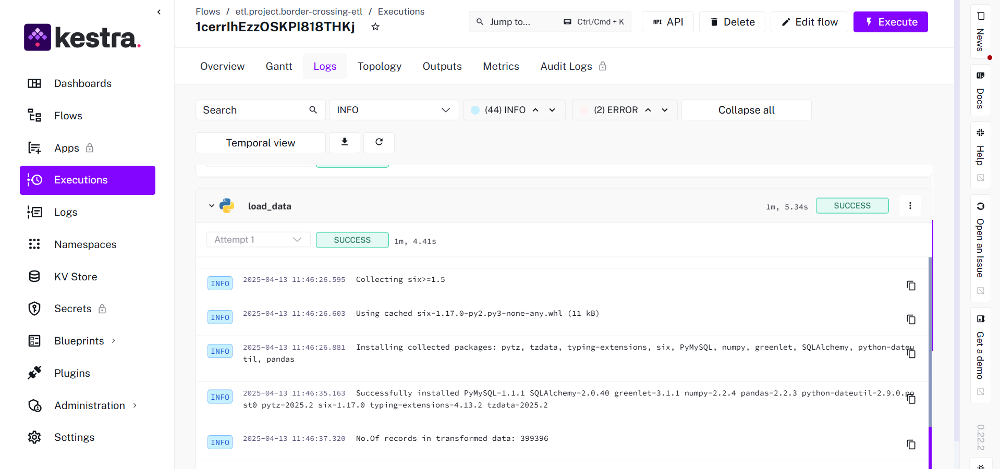 kestra.
Dashboards
Flows
Apps
Executions
Logs
Namespaces
KV Store
Secrets
Blueprints
Plugins
Administration
Settings
Flows / etl.project.border-crossing-etl / Executions
1cerrIhEzzOSKPI818THKj
Jump to... Ctrl/Cmd + K
API API
Delete
Edit flow
Execute
Overview Gantt Logs Topology Outputs Metrics Audit Logs
Search
INFO
(44) INFO
(2) ERROR
Collapse all
Temporal view
load_data
1m, 5.34s SUCCESS
Attempt 1 SUCCESS 1m, 4.41s
INFO 2025-04-13 11:46:26.595 Collecting six>=1.5
INFO 2025-04-13 11:46:26.603 Using cached six-1.17.0-py2.py3-none-any.whl (11 kB)
INFO 2025-04-13 11:46:26.881 Installing collected packages: pytz, tzdata, typing-extensions, six, PyMySQL, numpy, greenlet, SQLAlchemy, python-dateu
til, pandas
INFO 2025-04-13 11:46:35.163 Successfully installed PyMySQL-1.1.1 SQLAlchemy-2.0.40 greenlet-3.1.1 numpy-2.2.4 pandas-2.2.3 python-dateutil-2.9.0.po
st0 pytz-2025.2 six-1.17.0 typing-extensions-4.13.2 tzdata-2025.2
INFO 2025-04-13 11:46:37.320 No.Of records in transformed data: 399396
News
Docs
Help
Open an Issue
Get a demo
0.22.2